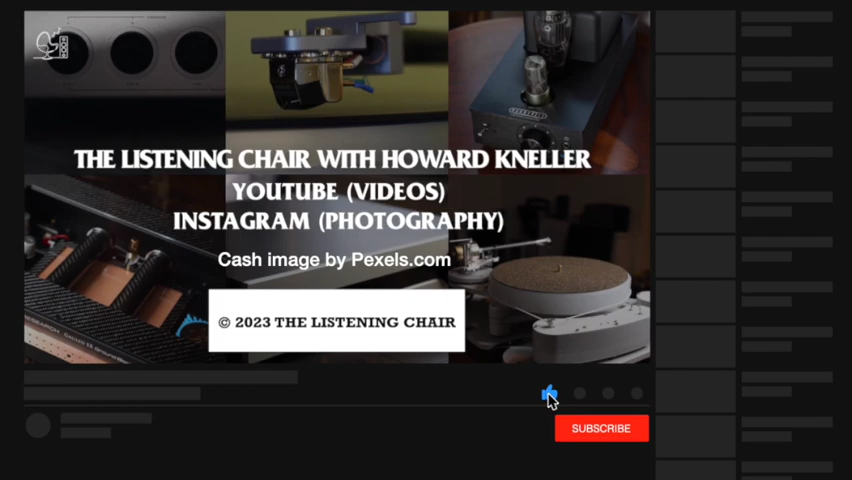 THE LISTENING CHAIR WITH HOWARD KNELLER
YOUTUBE (VIDEOS)
INSTAGRAM (PHOTOGRAPHY)
Cash image by Pexels.com
© 2023 THE LISTENING CHAIR
SUBSCRIBE